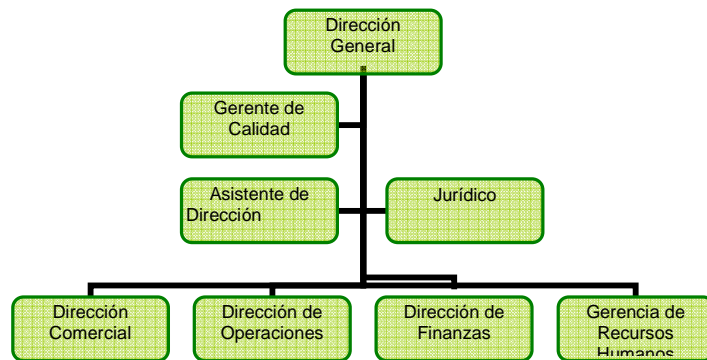 Dirección
General
Gerente de
Calidad
Asistente de
Dirección
Jurídico
Dirección
Comercial
Dirección de
Operaciones
Dirección de
Finanzas
Gerencia de
Recursos
Humanos